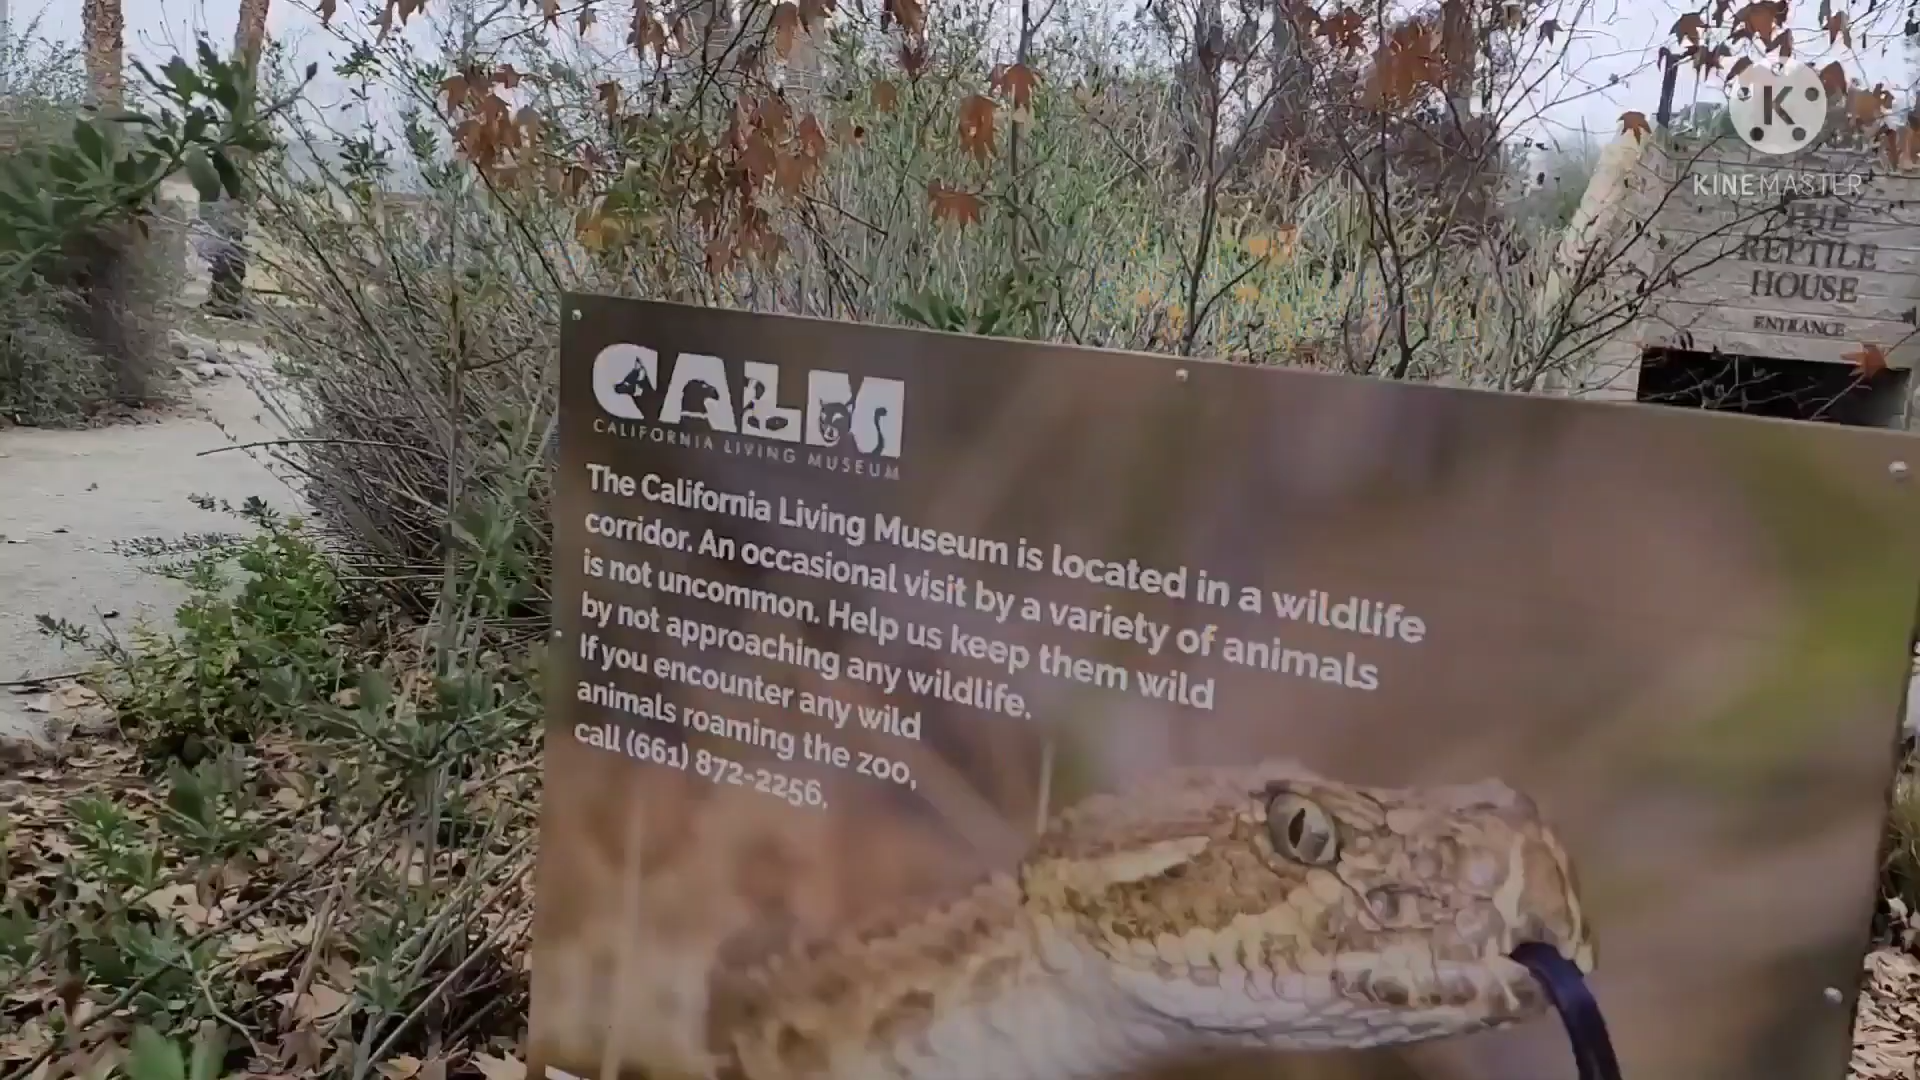 K
KINEMASTER
THE
REPTILE
HOUSE
ENTRANCE
CALM
CALIFORNIA LIVING MUSEUM
The California Living Museum is located in a wildlife
corridor. An occasional visit by a variety of animals
is not uncommon. Help us keep them wild
by not approaching any wildlife.
If you encounter any wild
animals roaming the zoo,
call (661) 872-2256.